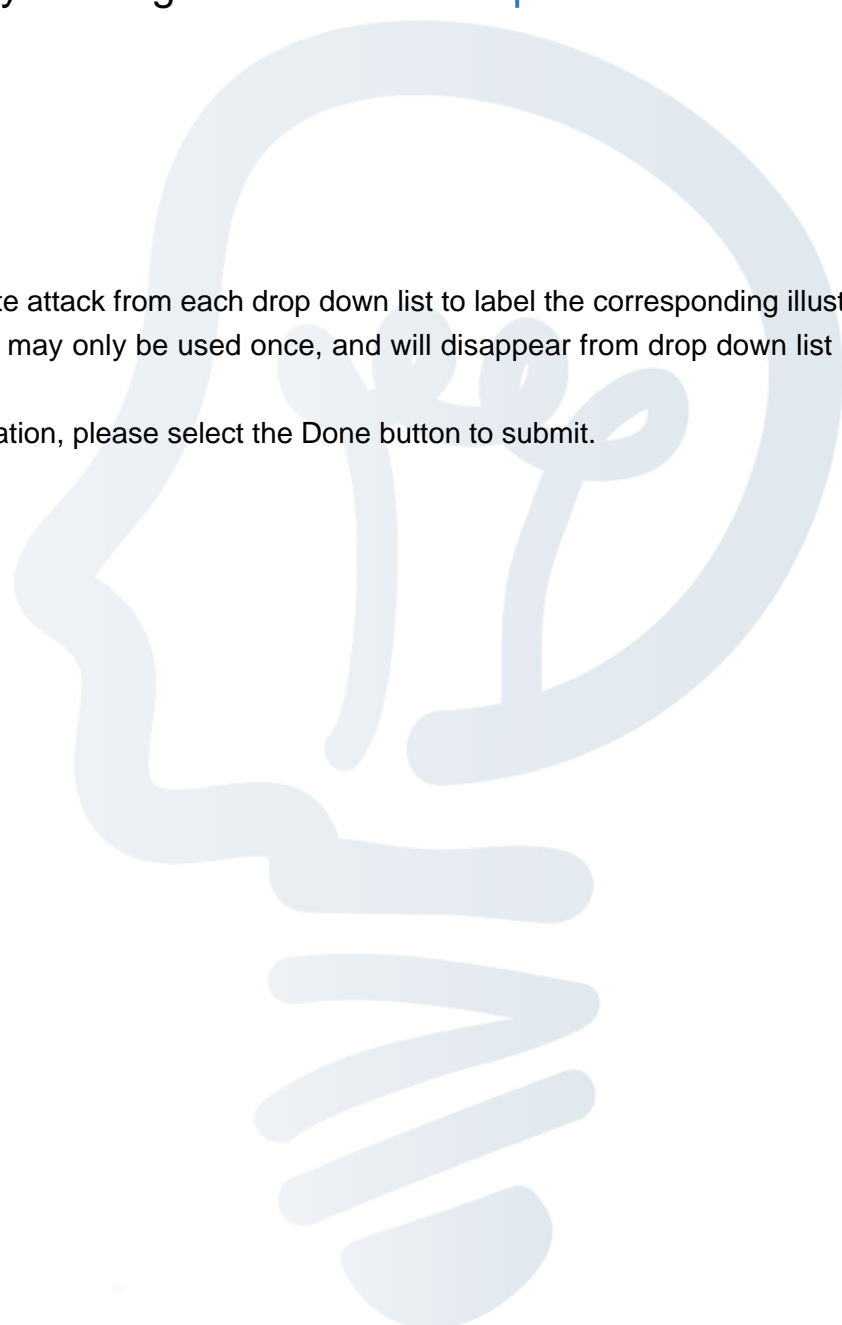 te attack from each drop down list to label the corresponding illust
may only be used once, and will disappear from drop down list
ation, please select the Done button to submit.